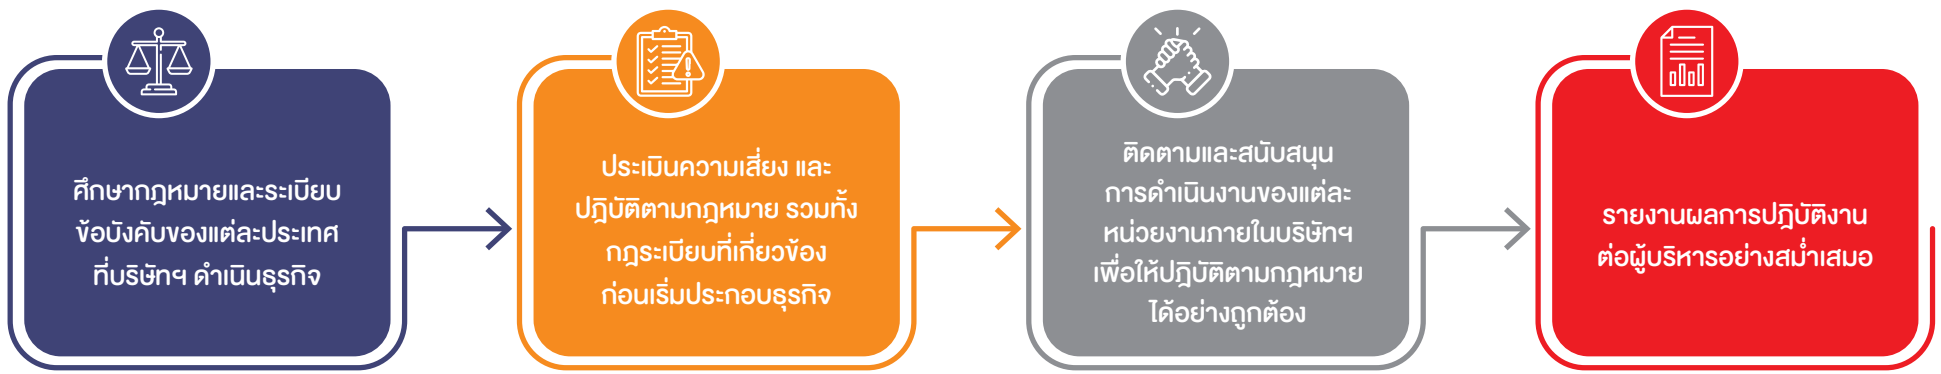 ศึกษากฎหมายและระเบียบ
ข้อบังคับของแต่ละประเทศ
ที่บริษัทฯ ดำเนินธุรกิจ
ประเมินความเสี่ยง และ
ปฎิบัติตามกฎหมาย รวมทั้ง
กฎระเบียบที่เกี่ยวข้อง
ก่อนเริ่มประกอบธุรกิจ
ติดตามและสนับสนุน
การดำเนินงานของแต่ละ
หน่วยงานภายในบริษัทฯ
เพื่อให้ปฎิบัติตามกฎหมาย
ได้อย่างถูกต้อง
รายงานผลการปฎิบัติงาน
ต่อผู้บริหารอย่างสม่ำเสมอ